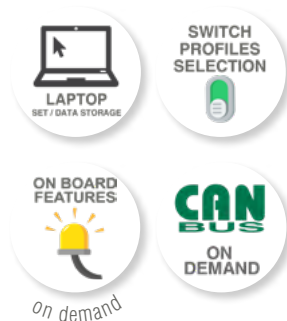 LAPTOP
SET / DATA STORAGE
SWITCH
PROFILES
SELECTION
ON BOARD
FEATURES
on demand
CAN
BUS
ON
DEMAND